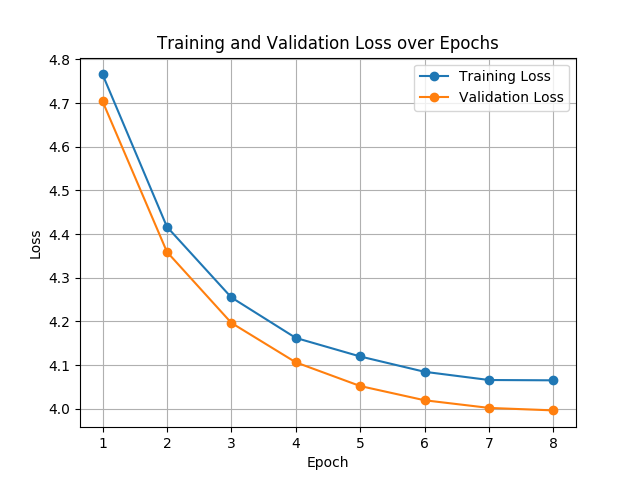 Training and Validation Loss over Epochs
Training Loss
Validation Loss
Loss
4.8
4.7
4.6
4.5
4.4
4.3
4.2
4.1
4.0
1 2 3 4 5 6 7 8
Epoch